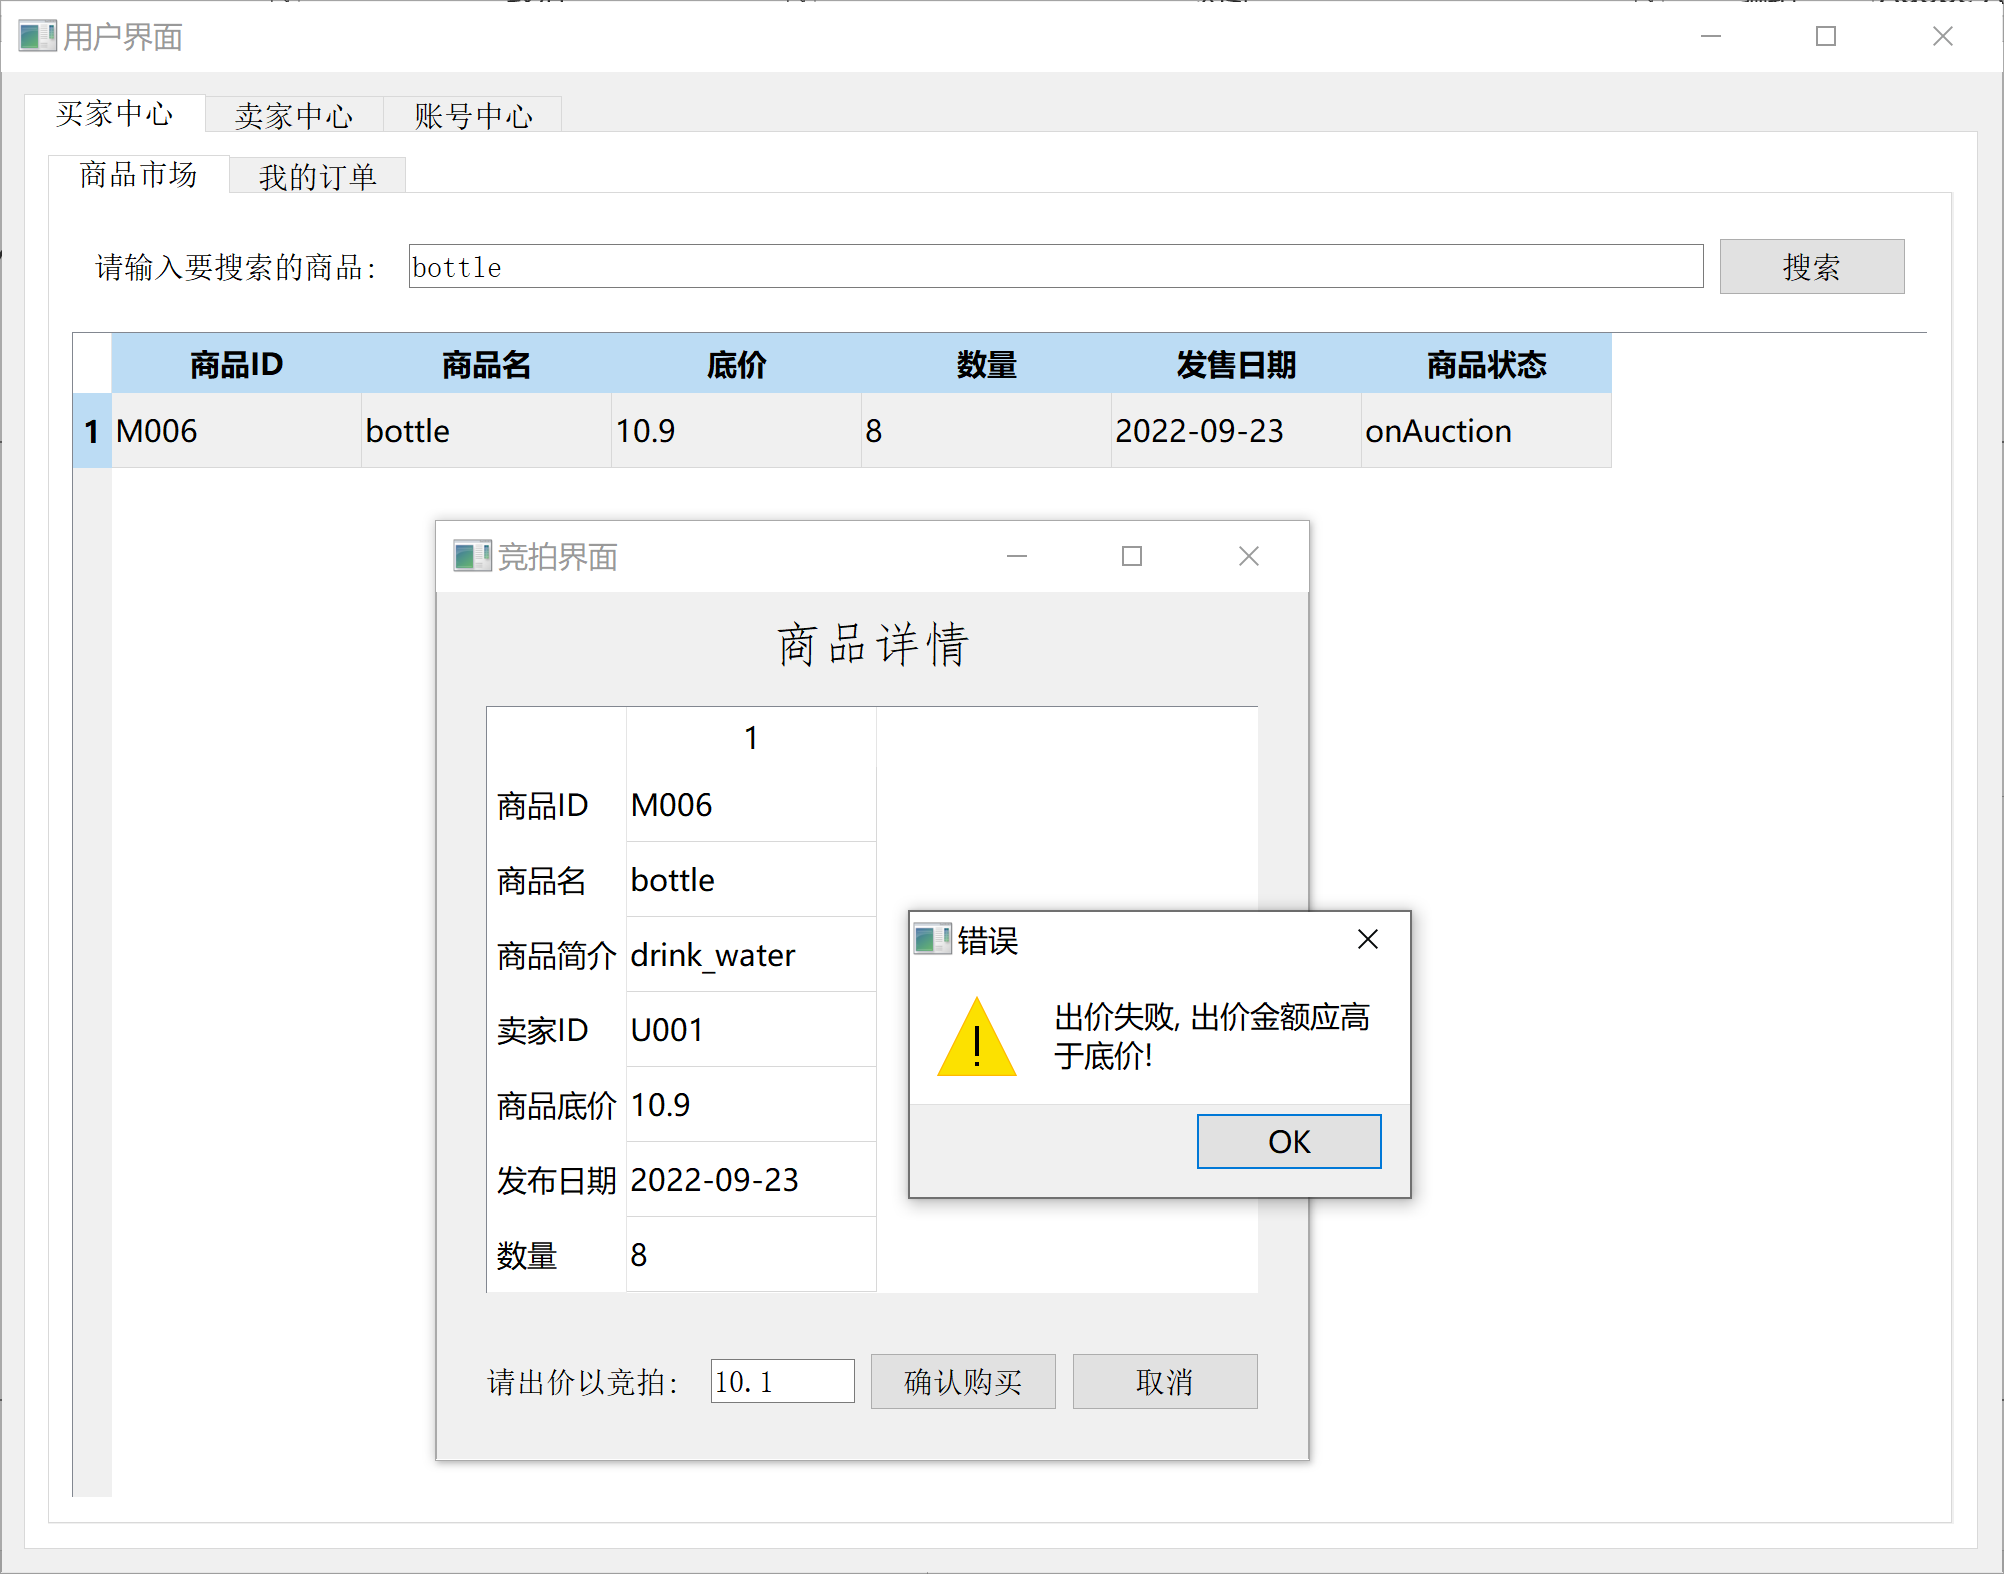 用户界面
买家中心 卖家中心 账号中心
商品市场 我的订单
请输入要搜索的商品： bottle 搜索
商品ID 商品名 底价 数量 发售日期 商品状态
1 M006 bottle 10.9 8 2022-09-23 onAuction
竞拍界面
商品详情
1
商品ID M006
商品名 bottle
商品简介 drink_water
卖家ID U001
商品底价 10.9
发布日期 2022-09-23
数量 8
请出价以竞拍： 10.1 确认购买 取消
错误
出价失败, 出价金额应高
于底价!
OK